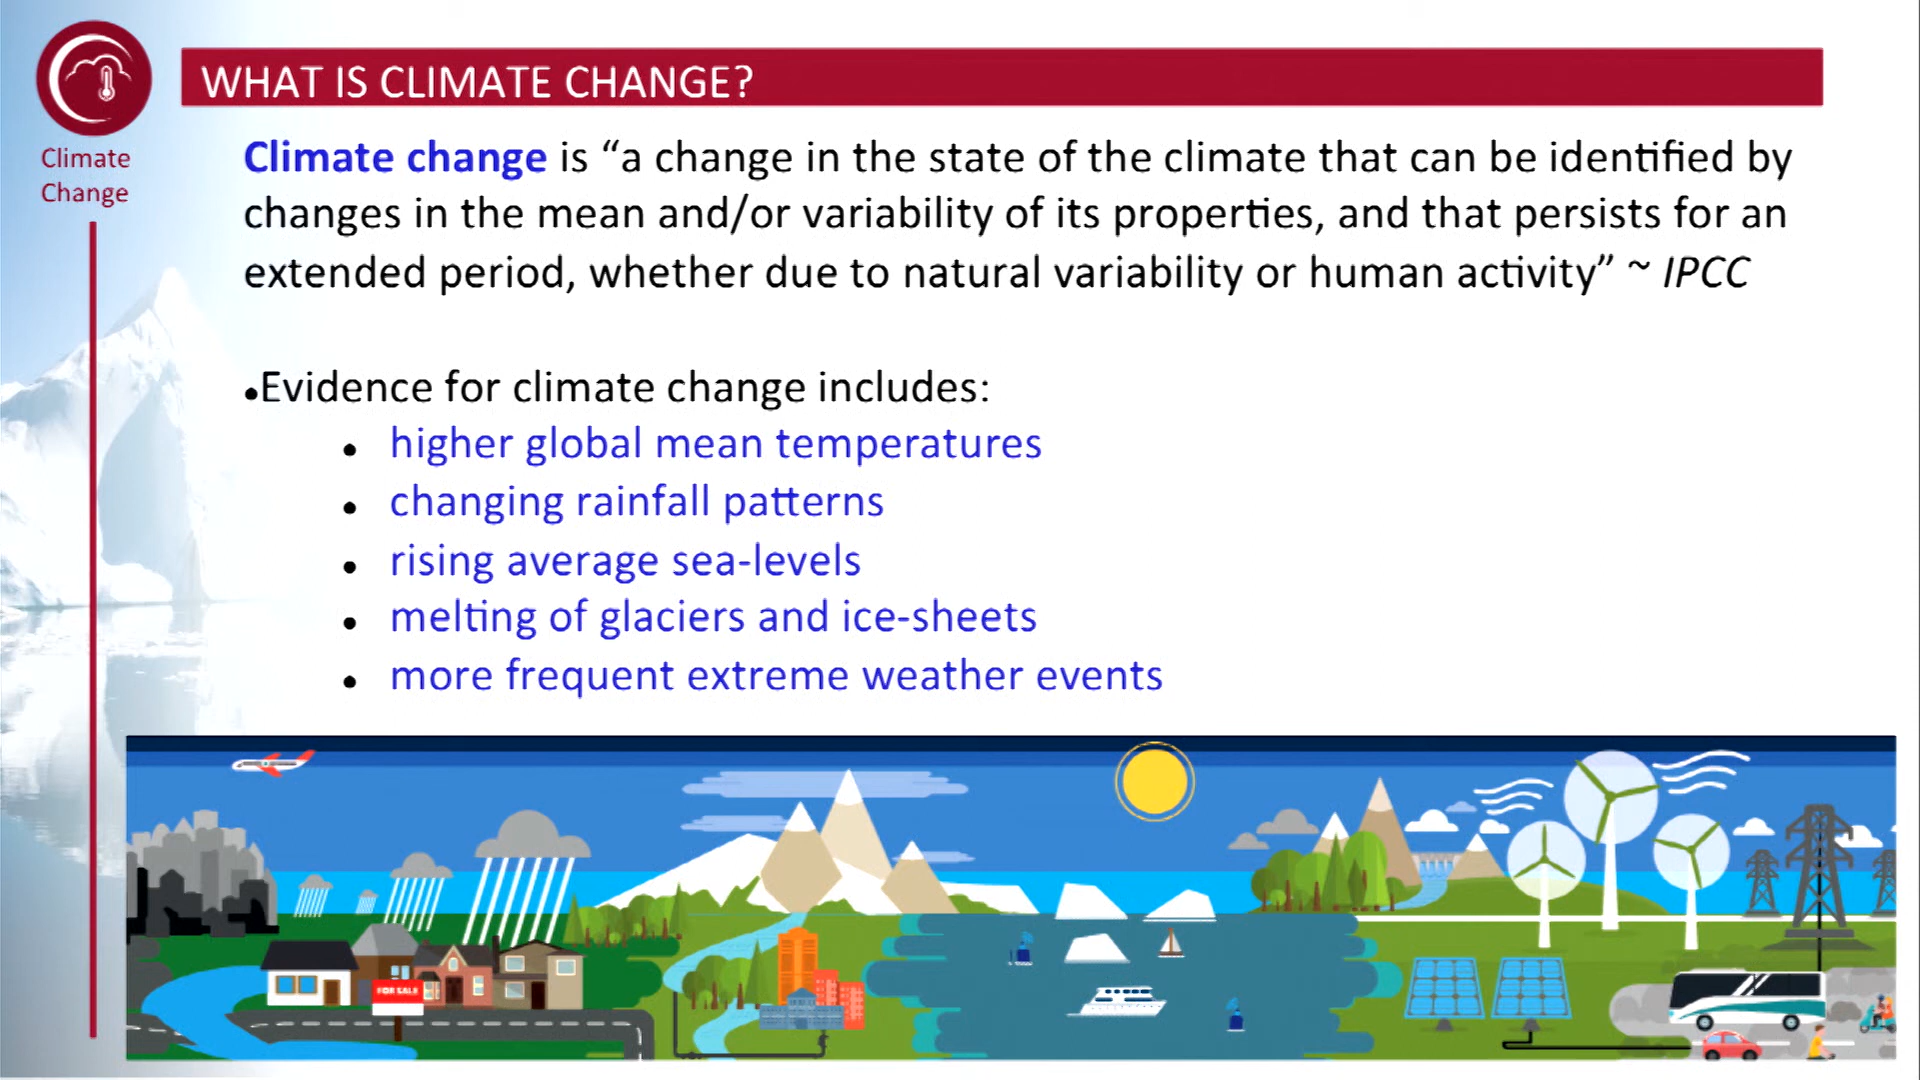 WHAT IS CLIMATE CHANGE?
Climate
Change
Climate change is “a change in the state of the climate that can be identified by
changes in the mean and/or variability of its properties, and that persists for an
extended period, whether due to natural variability or human activity” ~ IPCC
•Evidence for climate change includes:
• higher global mean temperatures
• changing rainfall patterns
• rising average sea-levels
• melting of glaciers and ice-sheets
• more frequent extreme weather events
FOR SALE